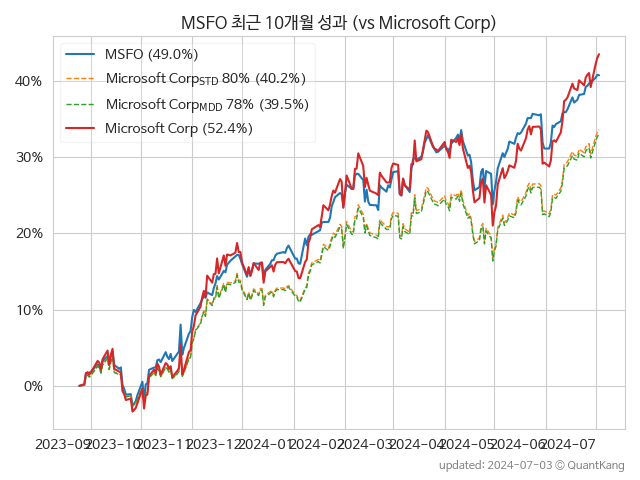 MSFO 최근 10개월 성과 (vs Microsoft Corp)
MSFO (49.0%)
Microsoft CorpSTD 80% (40.2%)
Microsoft CorpMDD 78% (39.5%)
Microsoft Corp (52.4%)
40%
30%
20%
10%
0%
2023-09 2023-10 2023-11 2023-12 2024-01 2024-02 2024-03 2024-04 2024-05 2024-06 2024-07
updated: 2024-07-03 © QuantKang